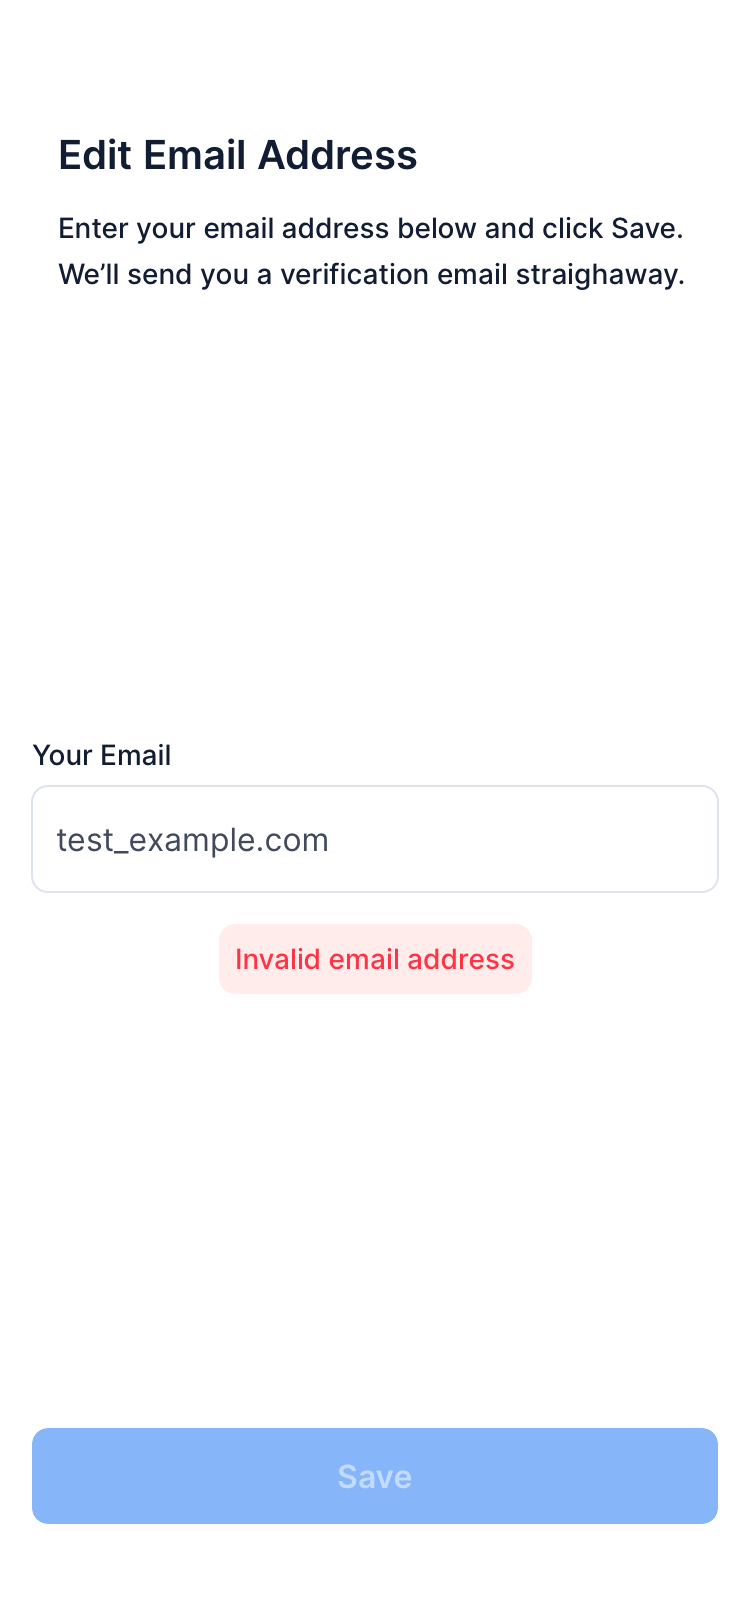 Edit Email Address
Enter your email address below and click Save.
We’ll send you a verification email straighaway.
Your Email
test_example.com
Invalid email address
Save